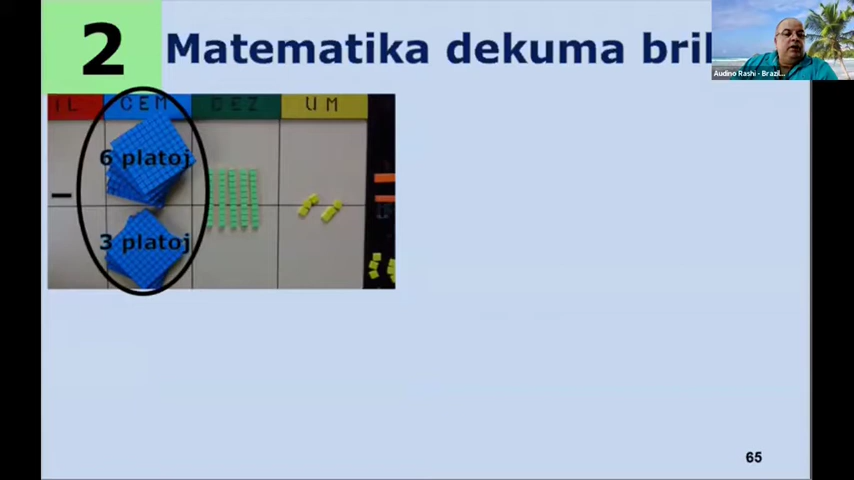 2
Matematika dekuma bril
Audino Rashi - Brazil...
IL CEM DEZ UM
6 platoj
3 platoj
65